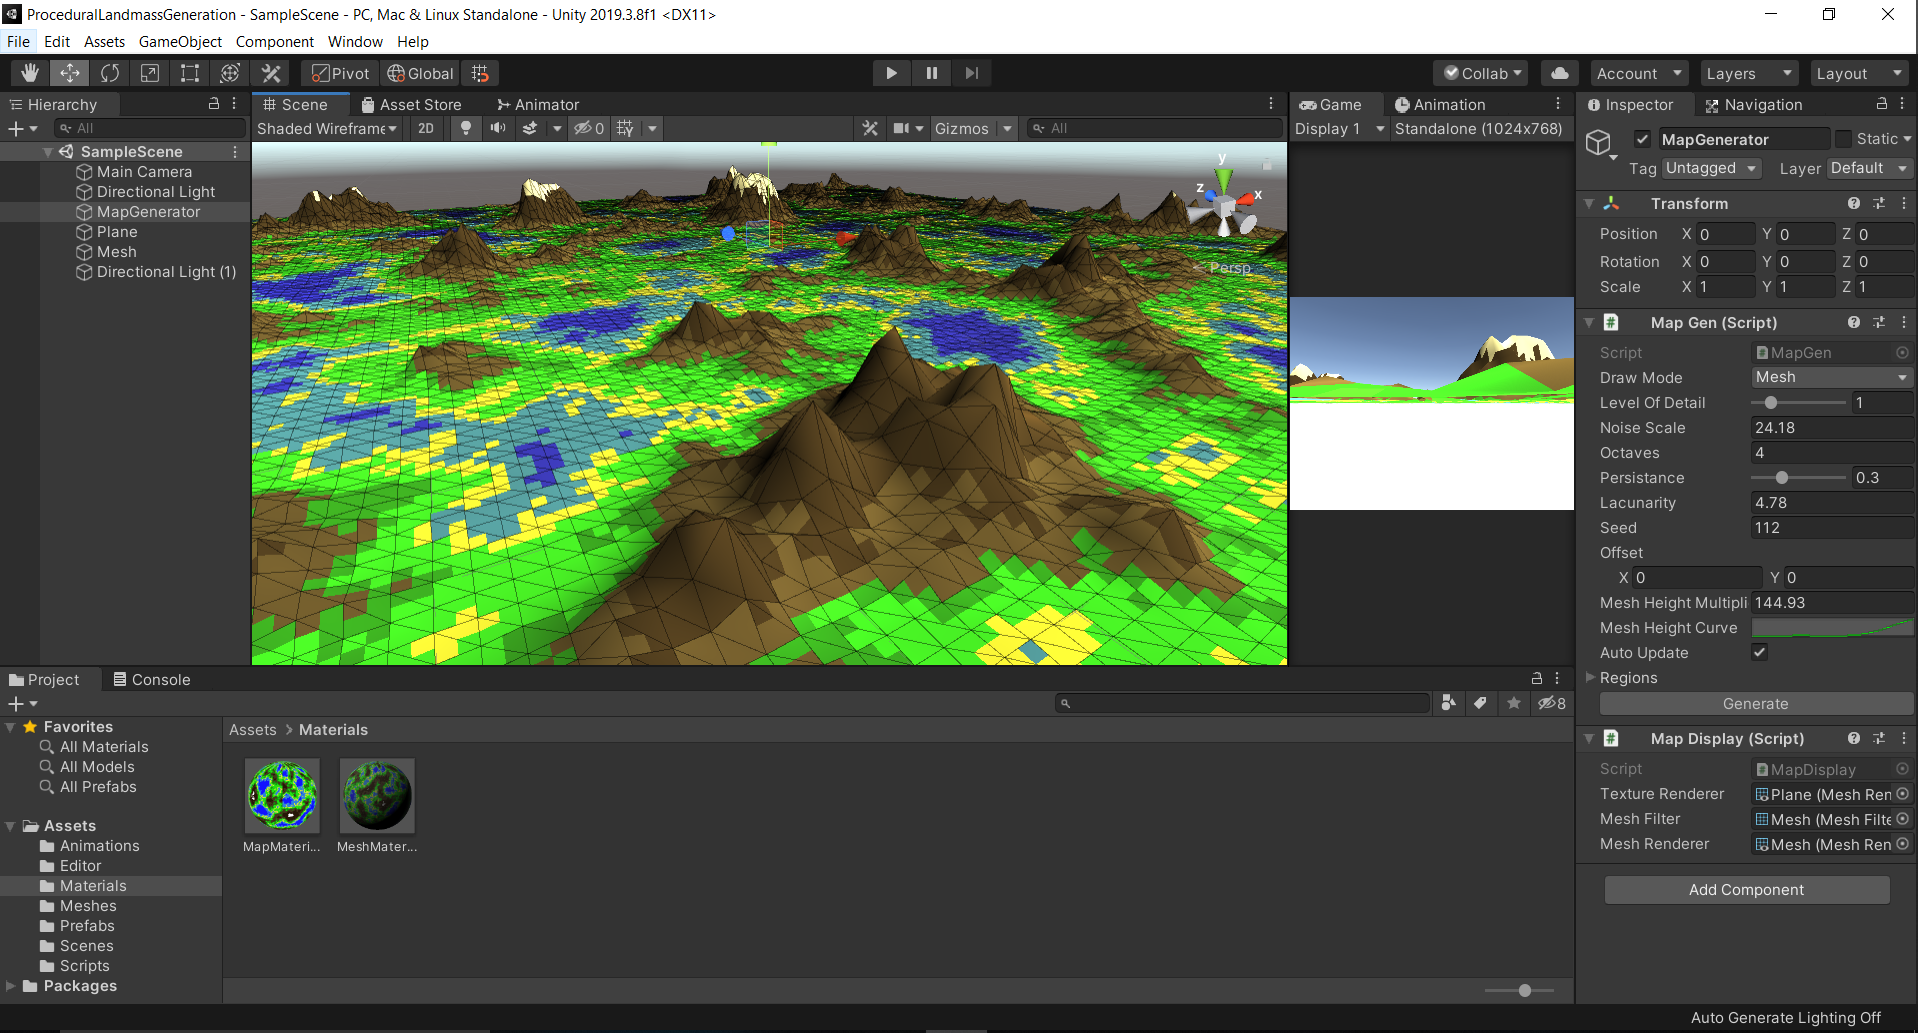 ProceduralLandmassGeneration - SampleScene - PC, Mac & Linux Standalone - Unity 2019.3.8f1 <DX11>
File Edit Assets GameObject Component Window Help
Pivot Global Collab Account Layers Layout
Hierarchy
All
SampleScene
Main Camera
Directional Light
MapGenerator
Plane
Mesh
Directional Light (1)
Scene Asset Store Animator
Shaded Wireframe 2D 0 Gizmos All
y
z x
Persp
Game Animation
Display 1 Standalone (1024x768)
Inspector Navigation
MapGenerator Static
Tag Untagged Layer Default
Transform
Position X 0 Y 0 Z 0
Rotation X 0 Y 0 Z 0
Scale X 1 Y 1 Z 1
# Map Gen (Script)
Script MapGen
Draw Mode Mesh
Level Of Detail 1
Noise Scale 24.18
Octaves 4
Persistance 0.3
Lacunarity 4.78
Seed 112
Offset
X 0 Y 0
Mesh Height Multipli 144.93
Mesh Height Curve
Auto Update
Regions
Generate
# Map Display (Script)
Script MapDisplay
Texture Renderer Plane (Mesh Ren
Mesh Filter Mesh (Mesh Filte
Mesh Renderer Mesh (Mesh Ren
Add Component
Project Console
8
Favorites
All Materials
All Models
All Prefabs
Assets
Animations
Editor
Materials
Meshes
Prefabs
Scenes
Scripts
Packages
Assets > Materials
MapMateri... MeshMater...
Auto Generate Lighting Off